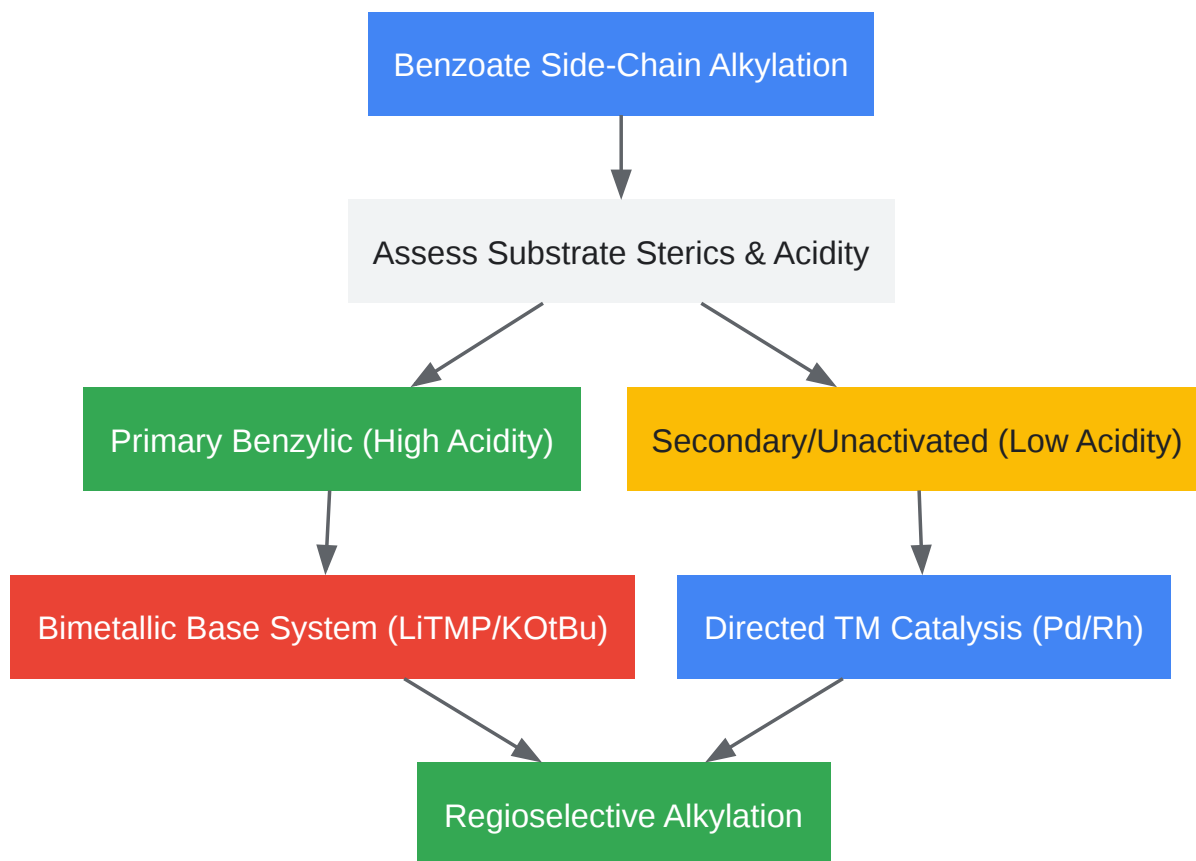 Benzoate Side-Chain Alkylation
Assess Substrate Sterics & Acidity
Primary Benzylic (High Acidity)
Secondary/Unactivated (Low Acidity)
Bimetallic Base System (LiTMP/KOtBu)
Directed TM Catalysis (Pd/Rh)
Regioselective Alkylation